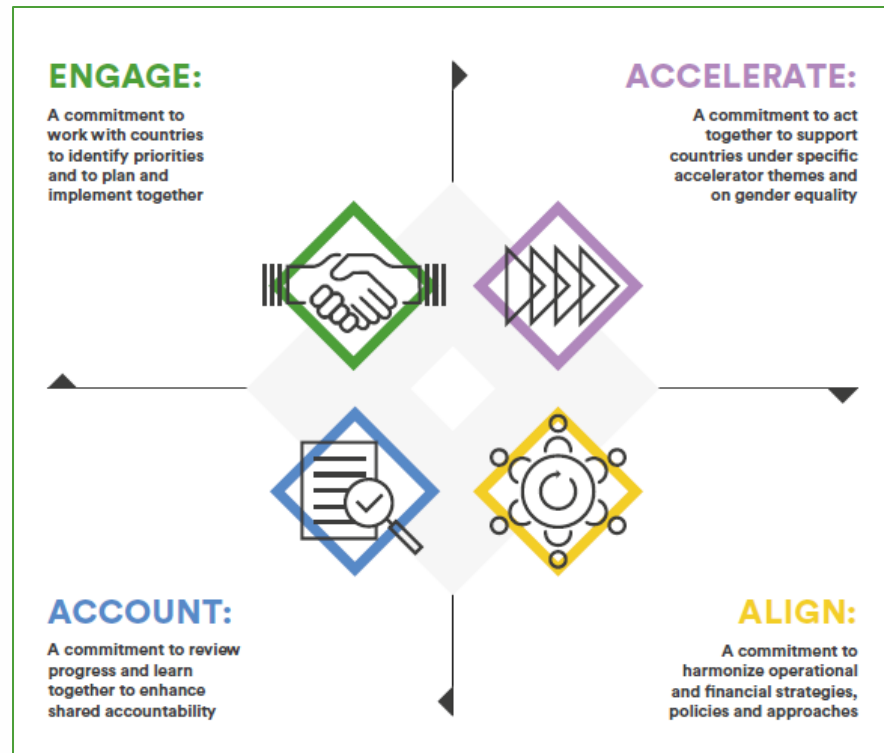 ENGAGE:
A commitment to
work with countries
to identify priorities
and to plan and
implement together
ACCELERATE:
A commitment to act
together to support
countries under specific
accelerator themes and
on gender equality
ACCOUNT:
A commitment to review
progress and learn
together to enhance
shared accountability
ALIGN:
A commitment to
harmonize operational
and financial strategies,
policies and approaches